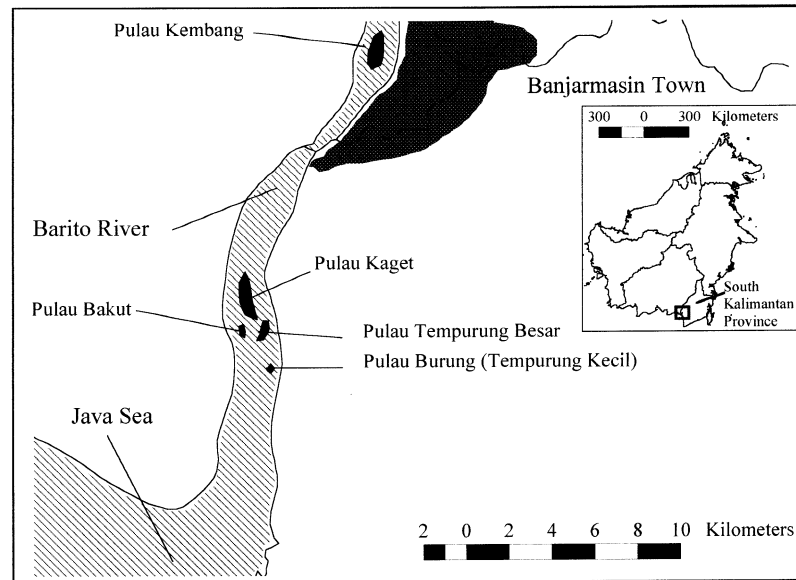 Pulau Kembang
Banjarmasin Town
300 0 300 Kilometers
Barito River
Pulau Kaget
South
Kalimantan
Province
Pulau Bakut
Pulau Tempurung Besar
Pulau Burung (Tempurung Kecil)
Java Sea
2 0 2 4 6 8 10 Kilometers